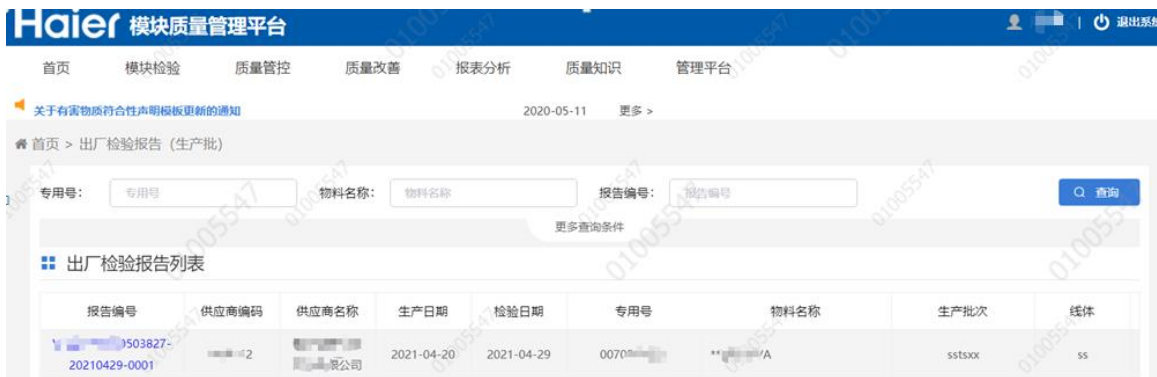 Haier 模块质量管理平台
退出系统
首页 模块检验 质量管控 质量改善 报表分析 质量知识 管理平台
关于有害物质符合性声明模板更新的通知 2020-05-11 更多 >
首页 > 出厂检验报告（生产批）
专用号： 专用号 物料名称： 物料名称 报告编号： 报告编号 查询
更多查询条件
出厂检验报告列表
报告编号 供应商编码 供应商名称 生产日期 检验日期 专用号 物料名称 生产批次 线体
0503827-
20210429-0001 2 限公司 2021-04-20 2021-04-29 0070 /A sstsxx ss
01005547